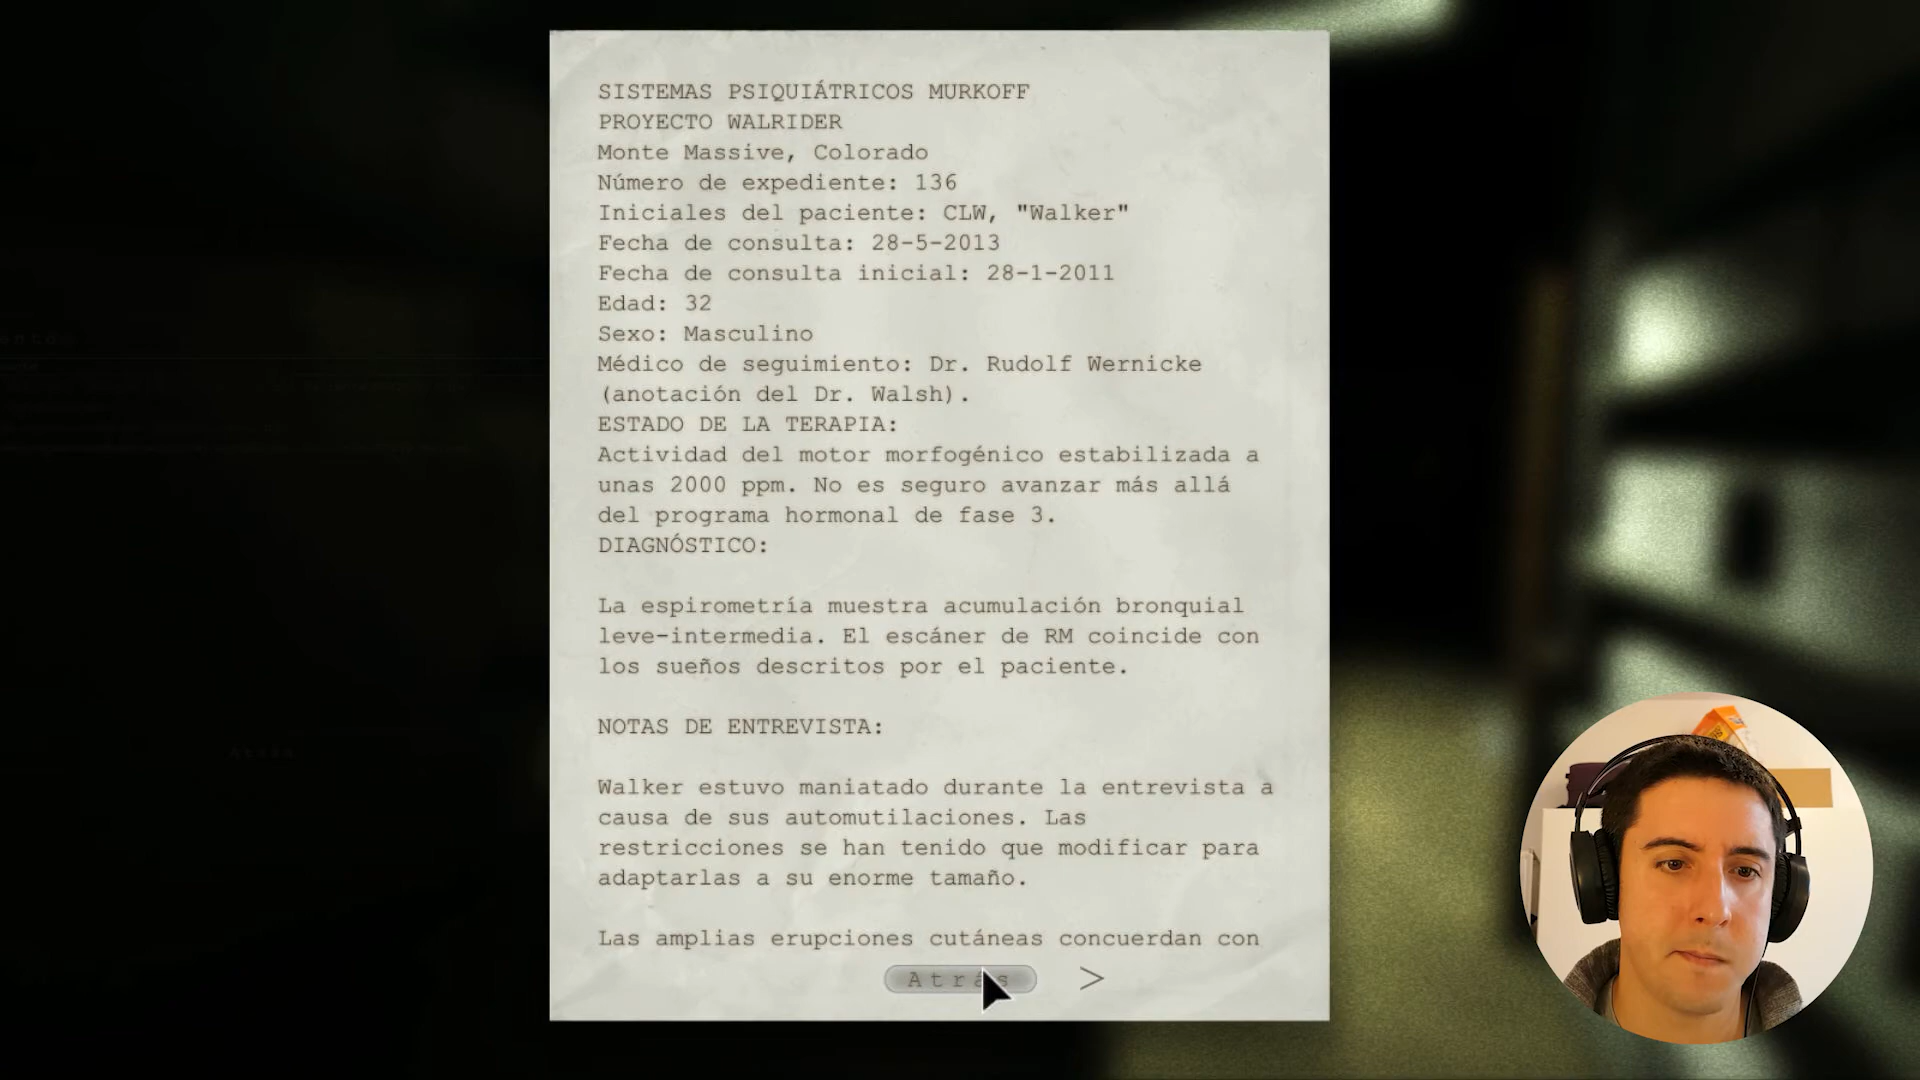 SISTEMAS PSIQUIÁTRICOS MURKOFF
PROYECTO WALRIDER
Monte Massive, Colorado
Número de expediente: 136
Iniciales del paciente: CLW, "Walker"
Fecha de consulta: 28-5-2013
Fecha de consulta inicial: 28-1-2011
Edad: 32
Sexo: Masculino
Médico de seguimiento: Dr. Rudolf Wernicke
(anotación del Dr. Walsh).
ESTADO DE LA TERAPIA:
Actividad del motor morfogénico estabilizada a
unas 2000 ppm. No es seguro avanzar más allá
del programa hormonal de fase 3.
DIAGNÓSTICO:
La espirometría muestra acumulación bronquial
leve-intermedia. El escáner de RM coincide con
los sueños descritos por el paciente.
NOTAS DE ENTREVISTA:
Walker estuvo maniatado durante la entrevista a
causa de sus automutilaciones. Las
restricciones se han tenido que modificar para
adaptarlas a su enorme tamaño.
Las amplias erupciones cutáneas concuerdan con
Atrás >
Atrás